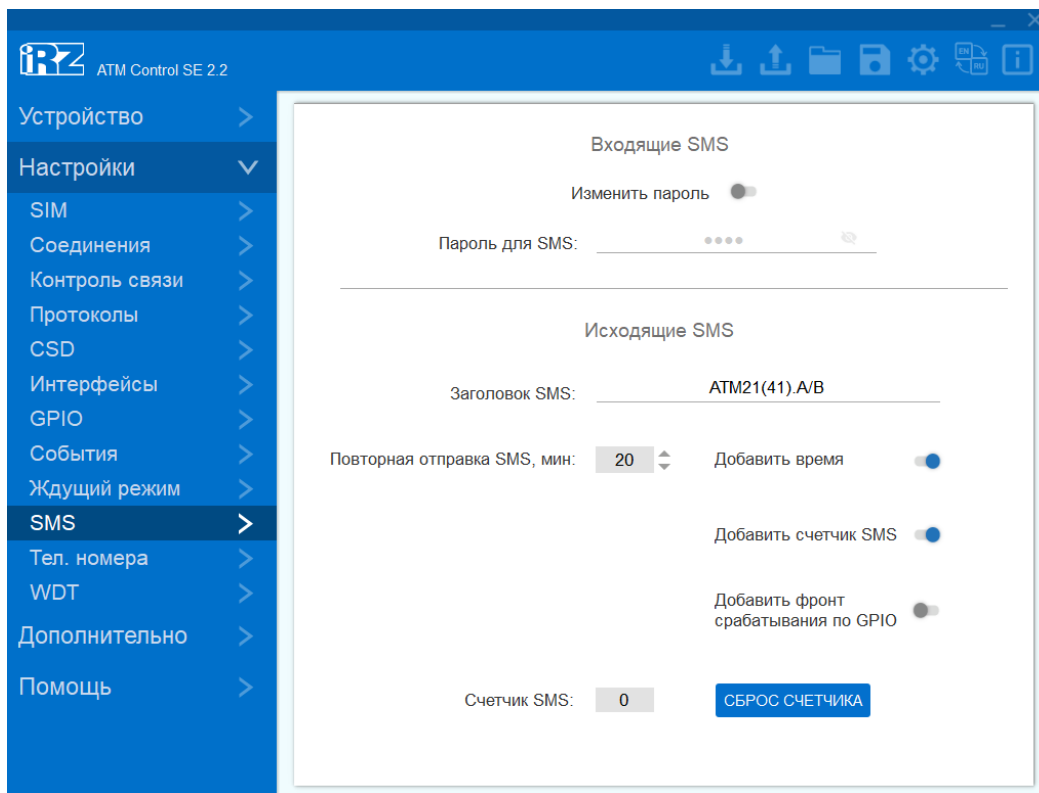 iRZ ATM Control SE 2.2
EN
RU
Устройство
Настройки
SIM
Соединения
Контроль связи
Протоколы
CSD
Интерфейсы
GPIO
События
Ждущий режим
SMS
Тел. номера
WDT
Дополнительно
Помощь
Входящие SMS
Изменить пароль
Пароль для SMS: ••••
Исходящие SMS
Заголовок SMS: ATM21(41).A/B
Повторная отправка SMS, мин: 20 Добавить время
Добавить счетчик SMS
Добавить фронт
срабатывания по GPIO
Счетчик SMS: 0 СБРОС СЧЕТЧИКА